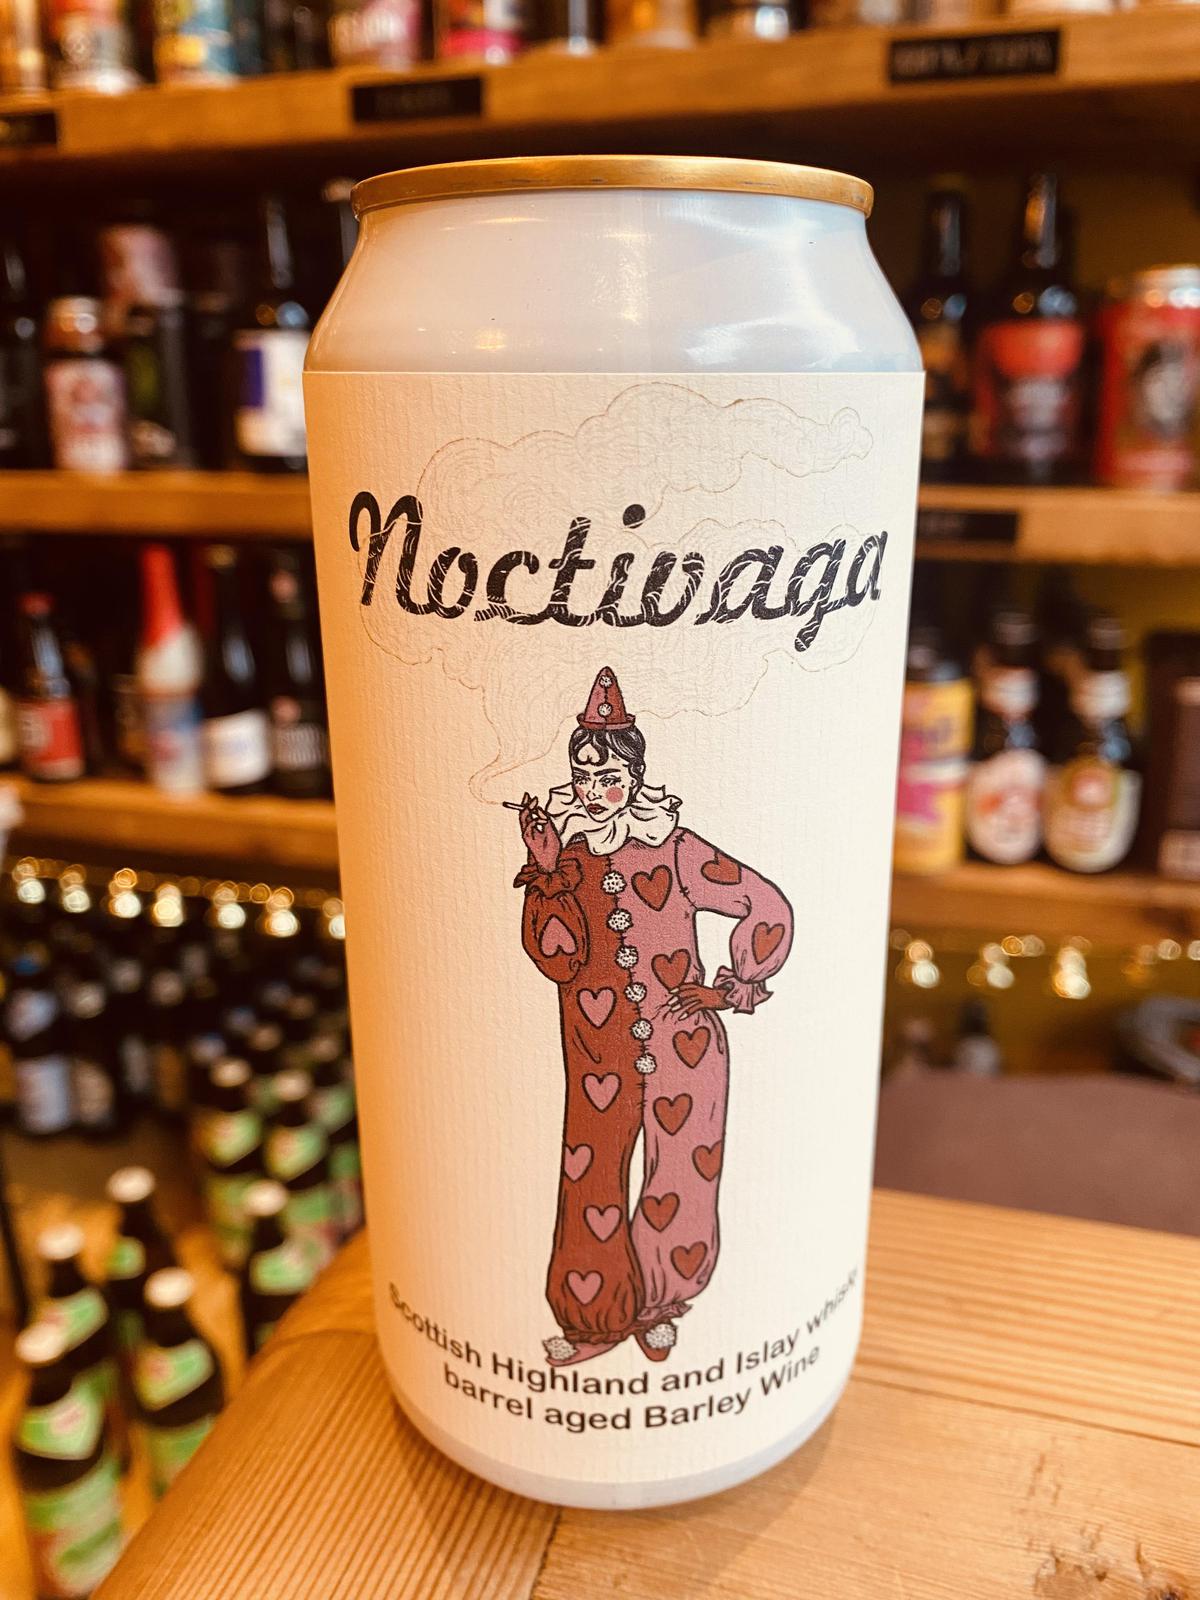 Noctivaga
Scottish Highland and Islay whisky
barrel aged Barley Wine